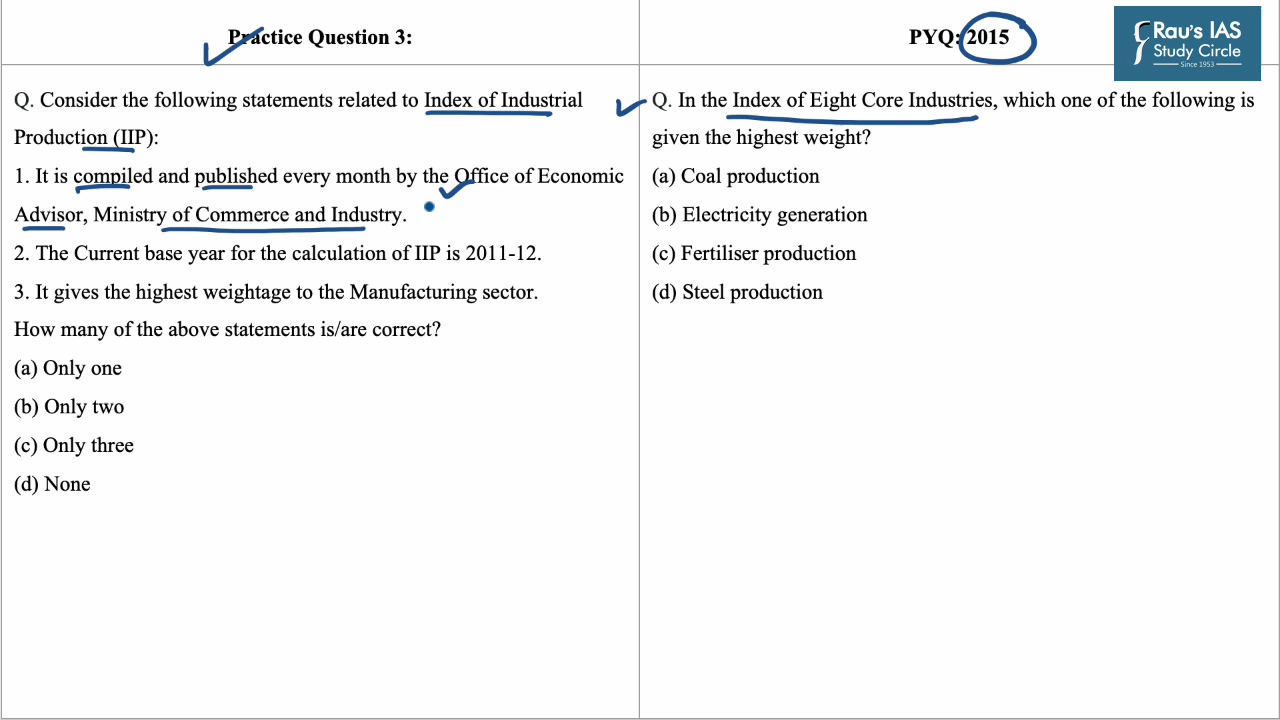 Practice Question 3:
Q. Consider the following statements related to Index of Industrial
Production (IIP):
1. It is compiled and published every month by the Office of Economic
Advisor, Ministry of Commerce and Industry.
2. The Current base year for the calculation of IIP is 2011-12.
3. It gives the highest weightage to the Manufacturing sector.
How many of the above statements is/are correct?
(a) Only one
(b) Only two
(c) Only three
(d) None
PYQ: 2015
Q. In the Index of Eight Core Industries, which one of the following is
given the highest weight?
(a) Coal production
(b) Electricity generation
(c) Fertiliser production
(d) Steel production
Rau's IAS
Study Circle
Since 1953